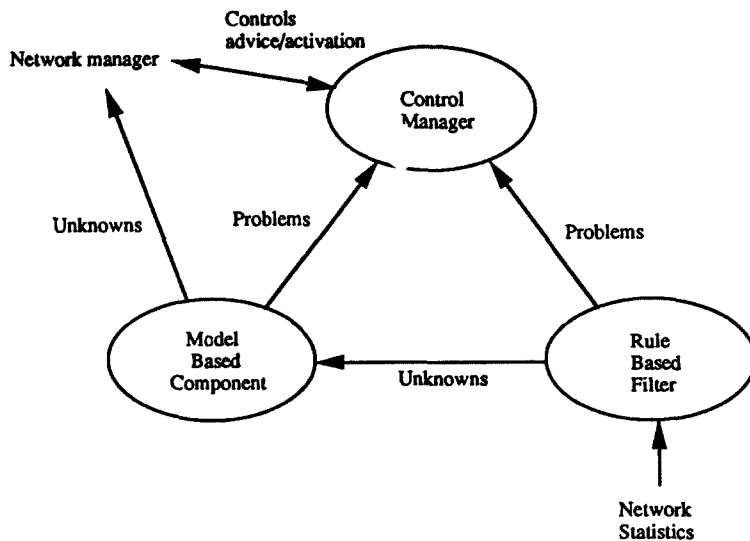 Controls
advice/activation
Network manager
Control
Manager
Unknowns
Problems
Problems
Model
Based
Component
Unknowns
Rule
Based
Filter
Network
Statistics